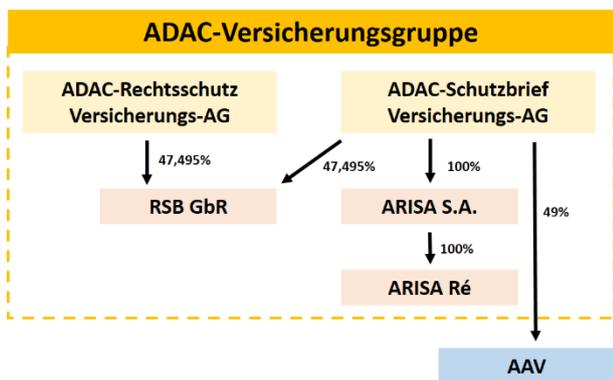 ADAC-Versicherungsgruppe
ADAC-Rechtsschutz
Versicherungs-AG
ADAC-Schutzbrief
Versicherungs-AG
47,495%
47,495%
100%
49%
RSB GbR
ARISA S.A.
100%
ARISA Ré
AAV